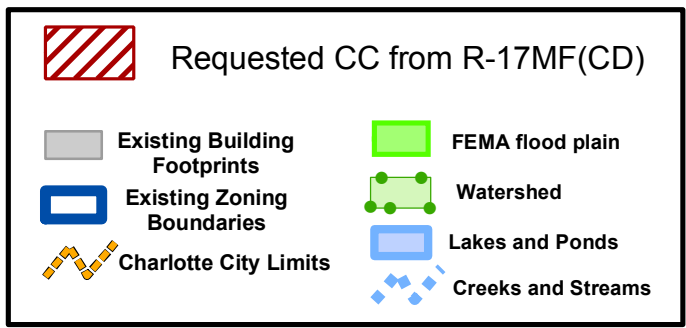 Requested CC from R-17MF(CD)
Existing Building
Footprints
Existing Zoning
Boundaries
Charlotte City Limits
FEMA flood plain
Watershed
Lakes and Ponds
Creeks and Streams